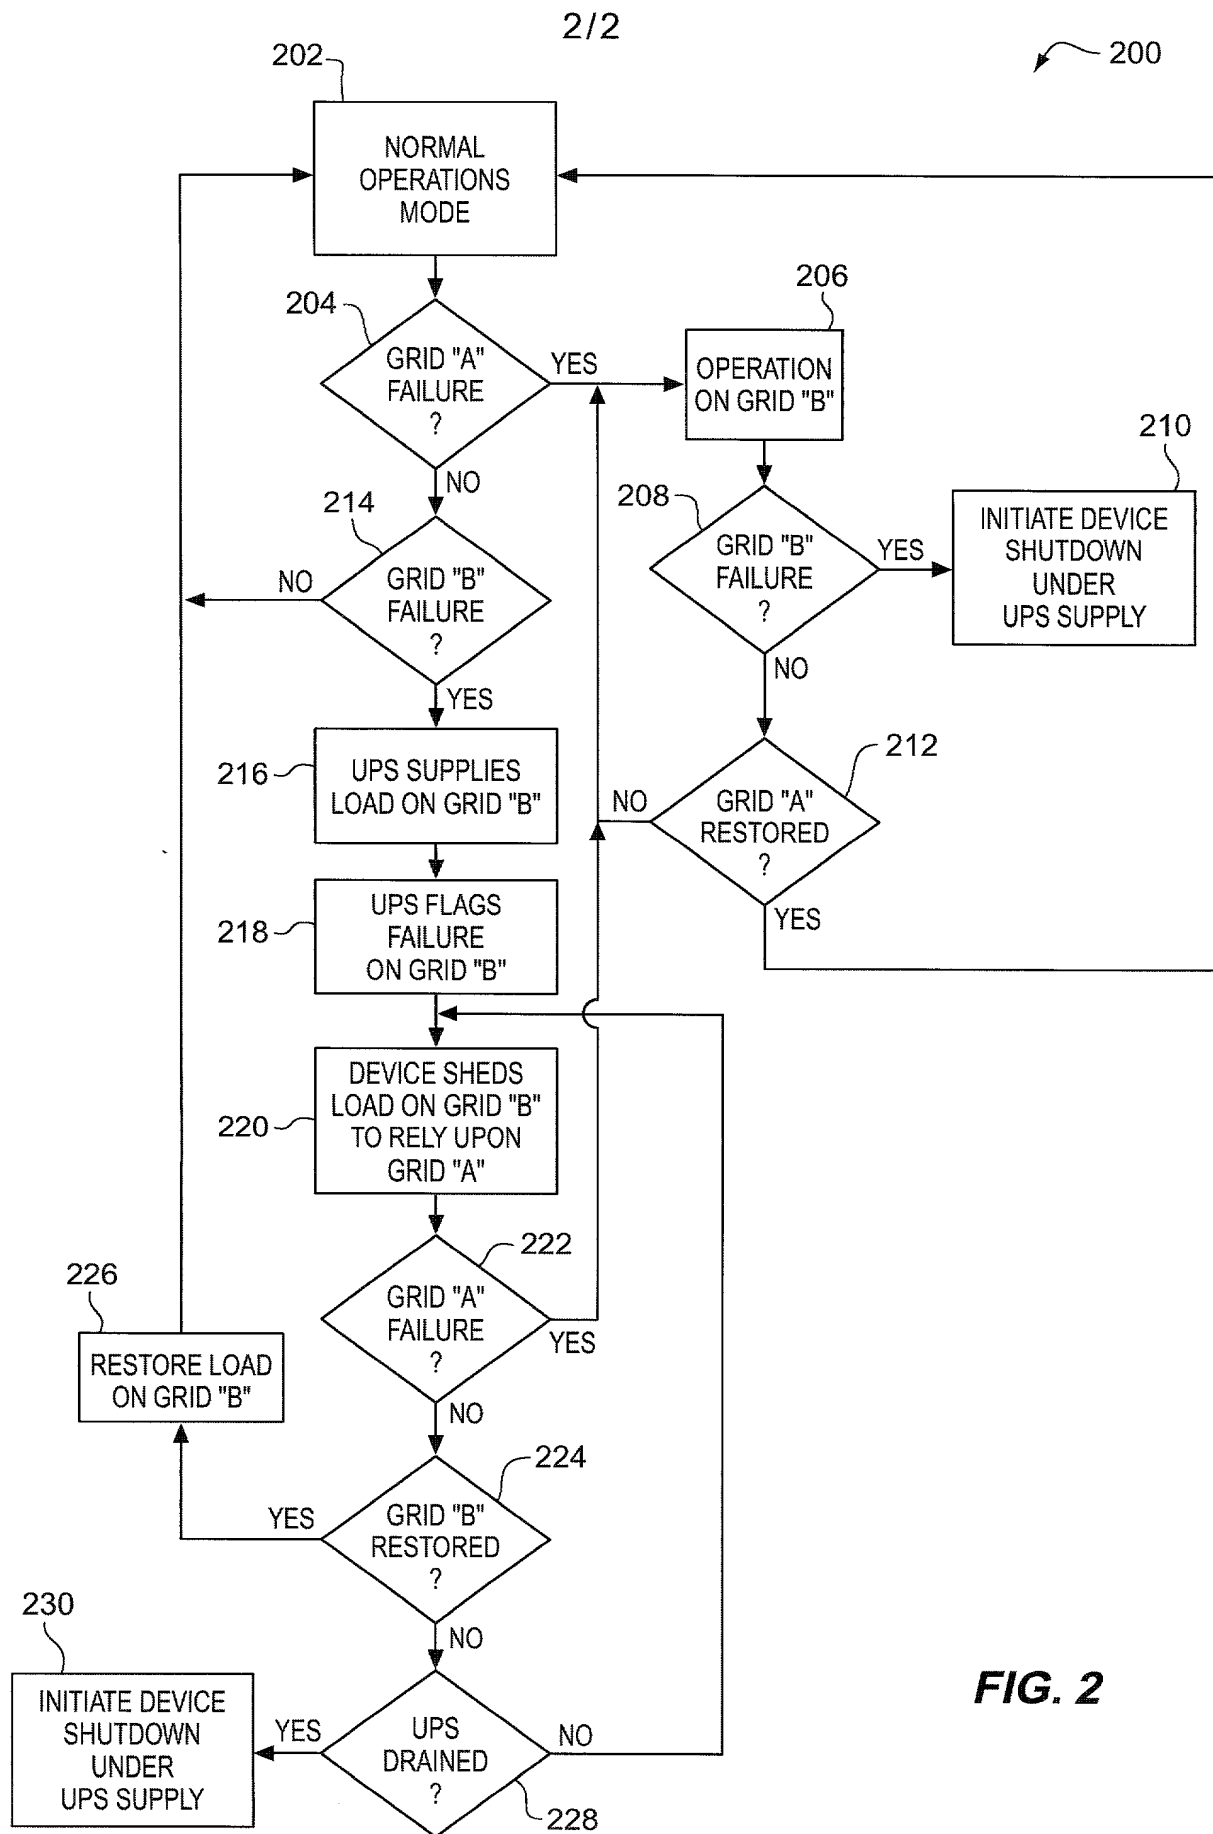 2/2
200
202
NORMAL
OPERATIONS
MODE
204
GRID "A"
FAILURE
?
YES
NO
206
OPERATION
ON GRID "B"
208
GRID "B"
FAILURE
?
YES
NO
210
INITIATE DEVICE
SHUTDOWN
UNDER
UPS SUPPLY
212
GRID "A"
RESTORED
?
NO
YES
214
GRID "B"
FAILURE
?
NO
YES
216
UPS SUPPLIES
LOAD ON GRID "B"
218
UPS FLAGS
FAILURE
ON GRID "B"
220
DEVICE SHEDS
LOAD ON GRID "B"
TO RELY UPON
GRID "A"
222
GRID "A"
FAILURE
?
YES
NO
224
GRID "B"
RESTORED
?
YES
NO
226
RESTORE LOAD
ON GRID "B"
228
UPS
DRAINED
?
YES
NO
230
INITIATE DEVICE
SHUTDOWN
UNDER
UPS SUPPLY
FIG. 2